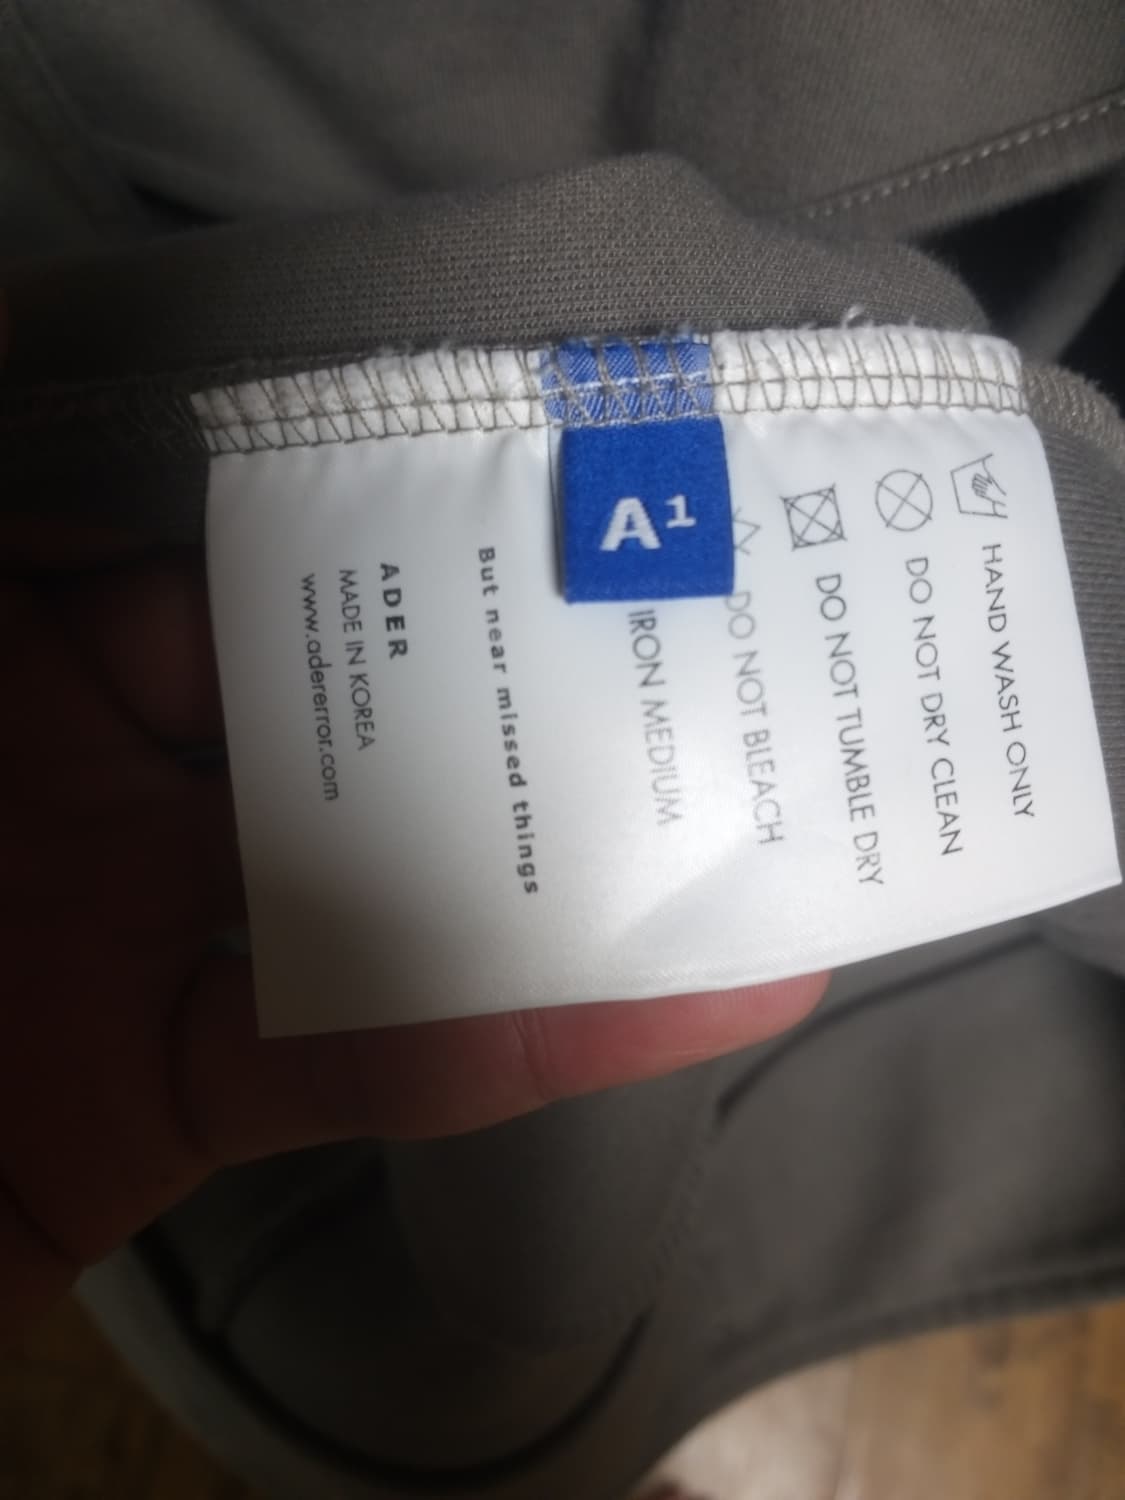 A¹
HAND WASH ONLY
DO NOT DRY CLEAN
DO NOT TUMBLE DRY
DO NOT BLEACH
IRON MEDIUM
But near missed things
ADER
MADE IN KOREA
www.adererror.com